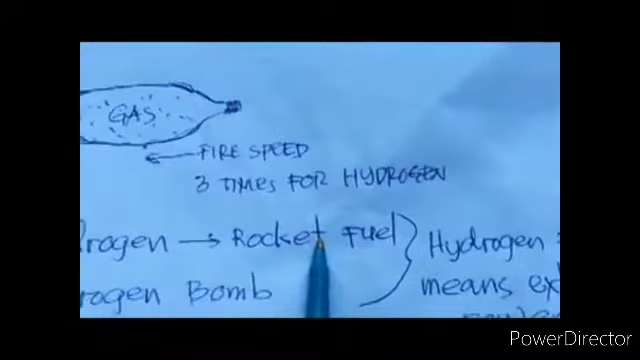 GAS
FIRE SPEED
3 TIMES FOR HYDROGEN
rogen → Rocket Fuel
Hydrogen
rogen Bomb
means ex
PowerDirector